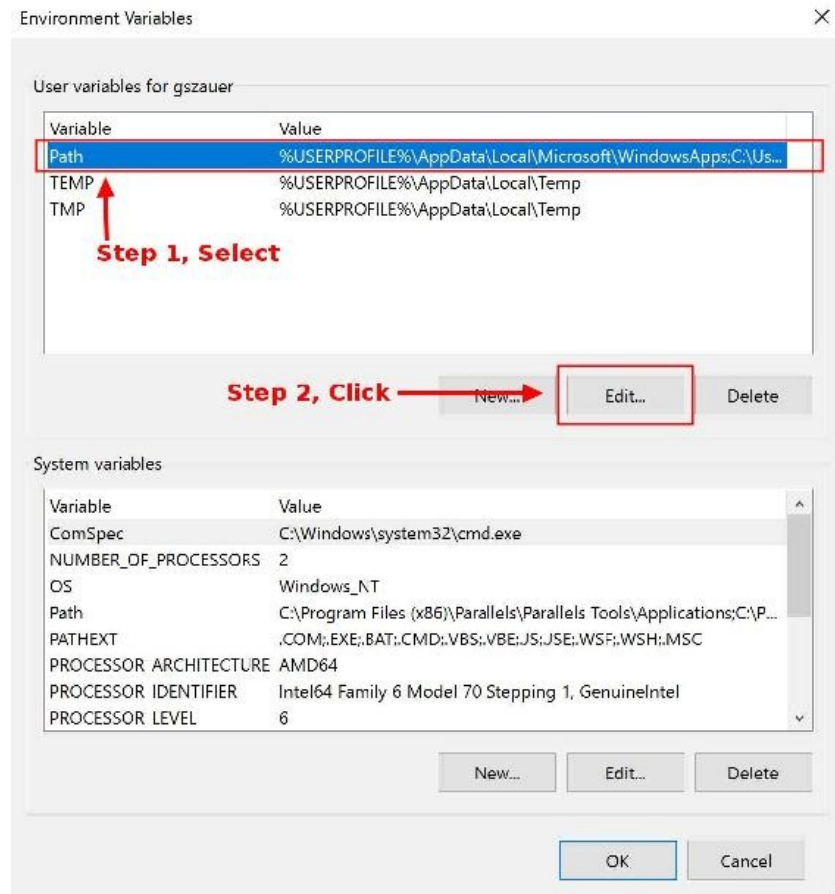 Environment Variables
User variables for gszauer
Variable Value
Path %USERPROFILE%\AppData\Local\Microsoft\WindowsApps;C:\Us...
TEMP %USERPROFILE%\AppData\Local\Temp
TMP %USERPROFILE%\AppData\Local\Temp
Step 1, Select
Step 2, Click New... Edit... Delete
System variables
Variable Value
ComSpec C:\Windows\system32\cmd.exe
NUMBER_OF_PROCESSORS 2
OS Windows_NT
Path C:\Program Files (x86)\Parallels\Parallels Tools\Applications;C:\P...
PATHEXT .COM;.EXE;.BAT;.CMD;.VBS;.VBE;.JS;.JSE;.WSF;.WSH;.MSC
PROCESSOR_ARCHITECTURE AMD64
PROCESSOR_IDENTIFIER Intel64 Family 6 Model 70 Stepping 1, GenuineIntel
PROCESSOR_LEVEL 6
New... Edit... Delete
OK Cancel